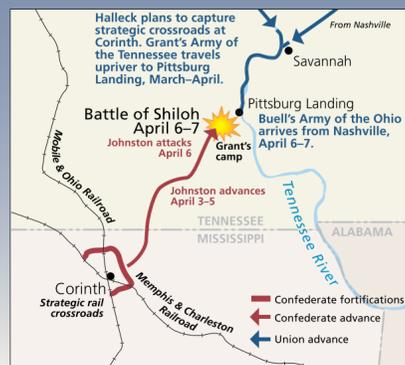 Halleck plans to capture
strategic crossroads at
Corinth. Grant's Army of
the Tennessee travels
upriver to Pittsburg
Landing, March–April.
From Nashville
Savannah
Pittsburg Landing
Buell's Army of the Ohio
arrives from Nashville,
April 6–7.
Battle of Shiloh
April 6–7
Johnston attacks
April 6
Grant's
camp
Johnston advances
April 3–5
Mobile & Ohio Railroad
Tennessee River
TENNESSEE
MISSISSIPPI
ALABAMA
Corinth
Strategic rail
crossroads
Memphis & Charleston
Railroad
Confederate fortifications
Confederate advance
Union advance